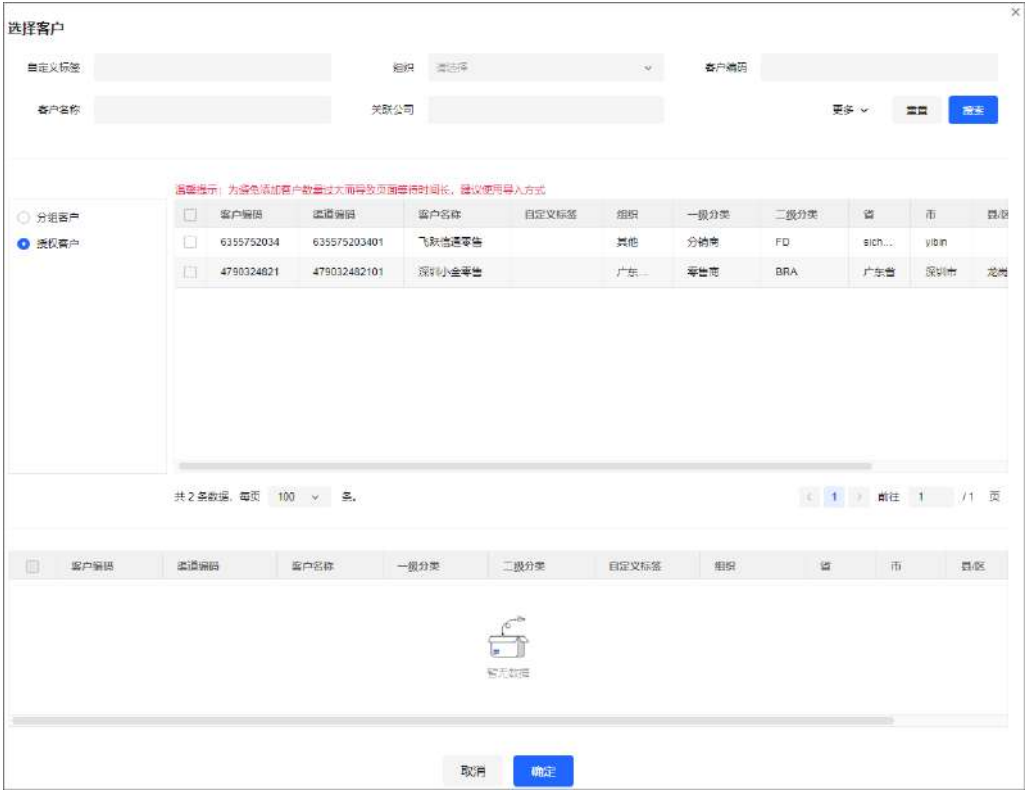 选择客户
自定义标签 组织 请选择 客户编码
客户名称 关联公司 更多 重置 搜索
温馨提示：为避免添加客户数量过大而导致页面等待时间长，建议使用导入方式
分组客户
授权客户
客户编码 渠道编码 客户名称 自定义标签 组织 一级分类 二级分类 省 市 县/区
6355752034 635575203401 飞跃信通零售 其他 分销商 FD sich... yibin
4790324821 479032482101 深圳小金零售 广东... 零售商 BRA 广东省 深圳市 龙岗
共 2 条数据，每页 100 条。 1 前往 1 /1 页
客户编码 渠道编码 客户名称 一级分类 二级分类 自定义标签 组织 省 市 县/区
暂无数据
取消 确定